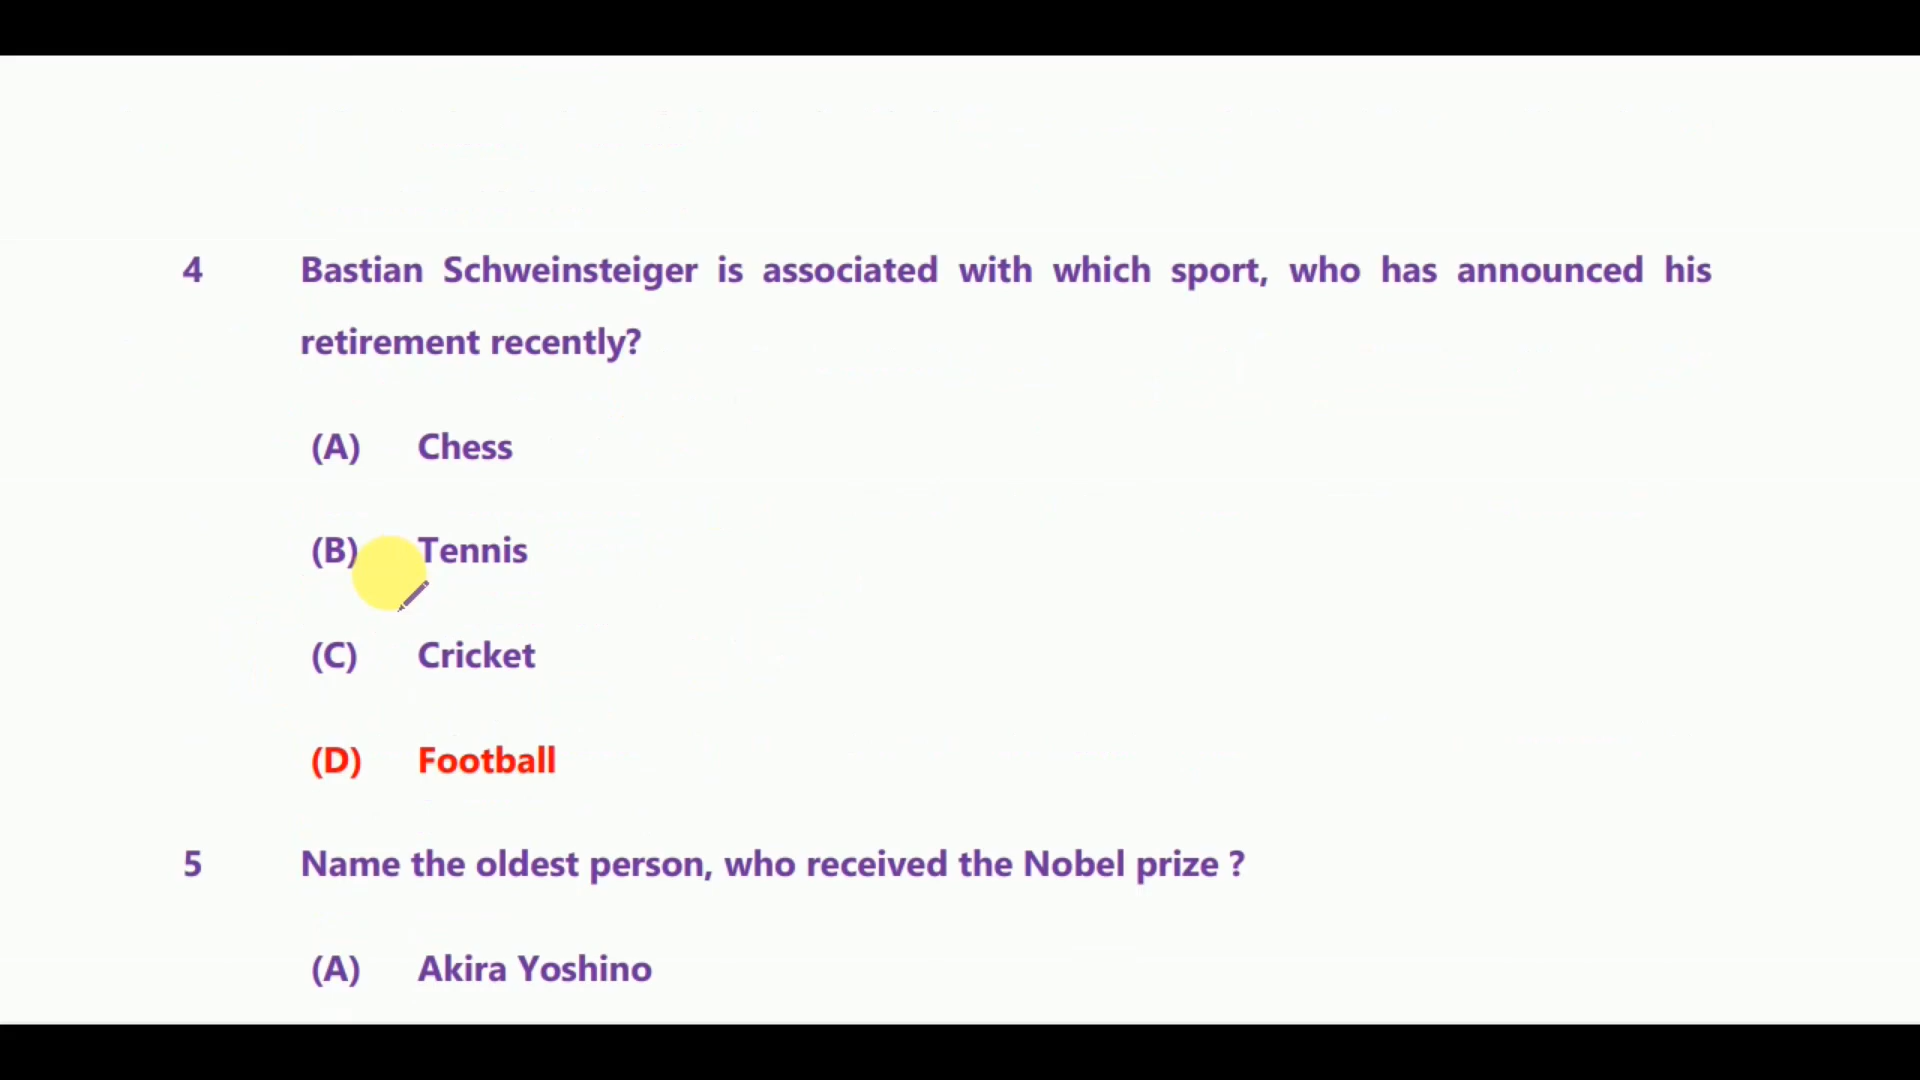 4 Bastian Schweinsteiger is associated with which sport, who has announced his
retirement recently?
(A) Chess
(B) Tennis
(C) Cricket
(D) Football
5 Name the oldest person, who received the Nobel prize ?
(A) Akira Yoshino